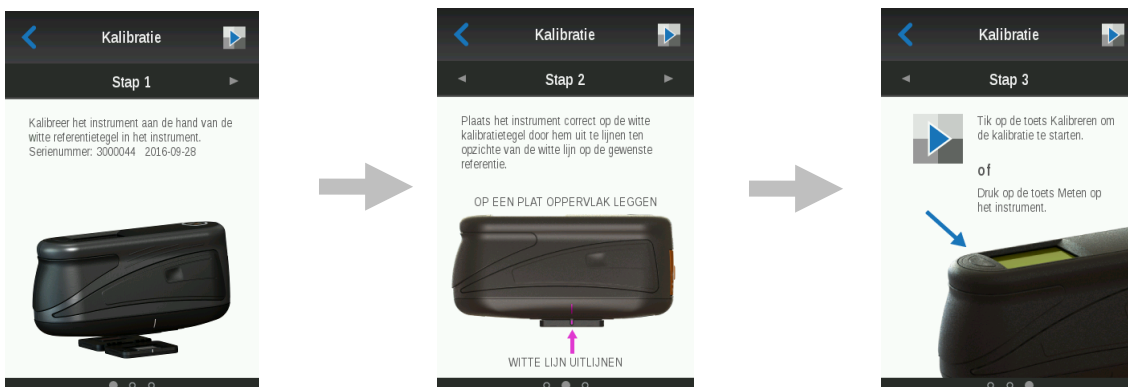 Kalibratie
Stap 1
Kalibreer het instrument aan de hand van de
witte referentietegel in het instrument.
Serienummer: 3000044 2016-09-28
Kalibratie
Stap 2
Plaats het instrument correct op de witte
kalibratietegel door hem uit te lijnen ten
opzichte van de witte lijn op de gewenste
referentie.
OP EEN PLAT OPPERVLAK LEGGEN
WITTE LIJN UITLIJNEN
Kalibratie
Stap 3
Tik op de toets Kalibreren om
de kalibratie te starten.
of
Druk op de toets Meten op
het instrument.